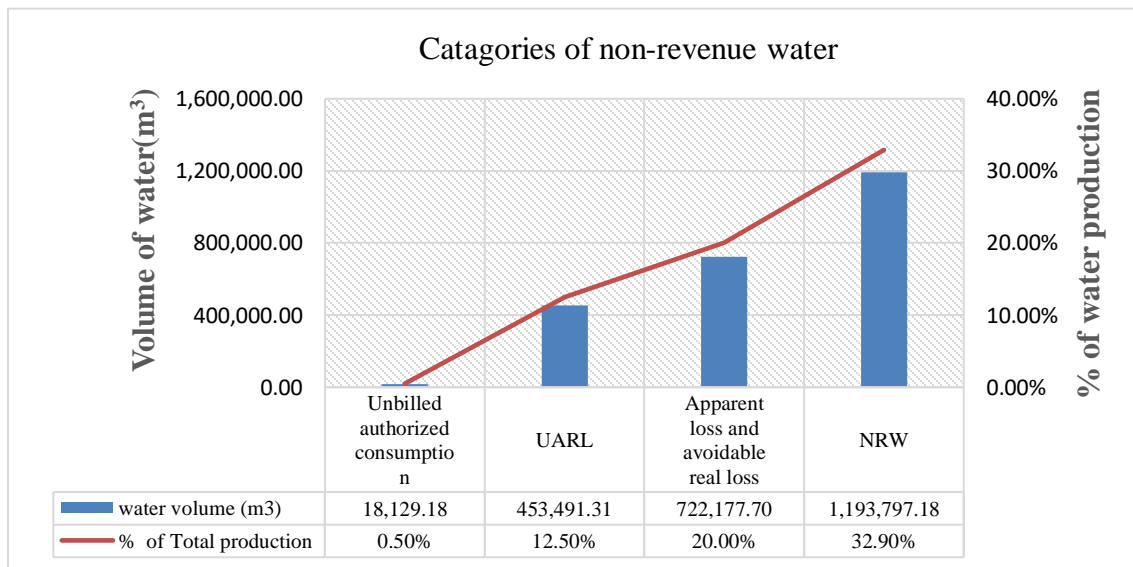 Catagories of non-revenue water
Volume of water(m³)
1,600,000.00
1,200,000.00
800,000.00
400,000.00
0.00
40.00%
30.00%
20.00%
10.00%
0.00%
% of water production
Unbilled
authorized
consumptio
n
UARL
Apparent
loss and
avoidable
real loss
NRW
water volume (m3) 18,129.18 453,491.31 722,177.70 1,193,797.18
% of Total production 0.50% 12.50% 20.00% 32.90%